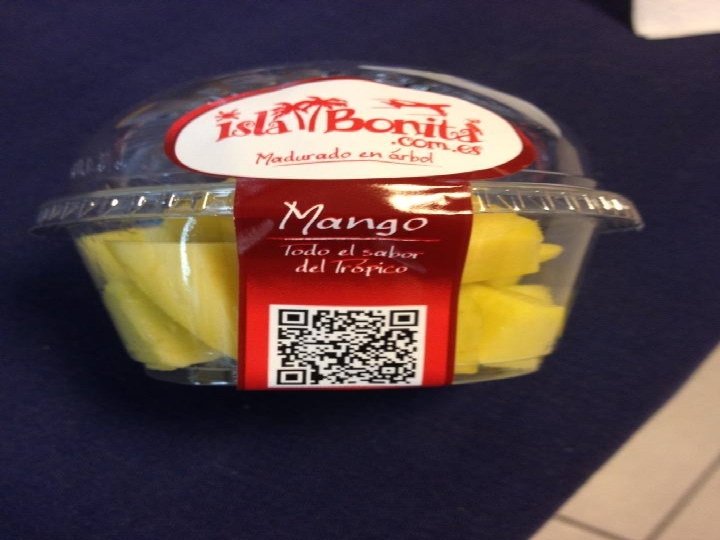 isla Bonita
.com.es
Madurado en árbol
Mango
Todo el sabor
del Trópico